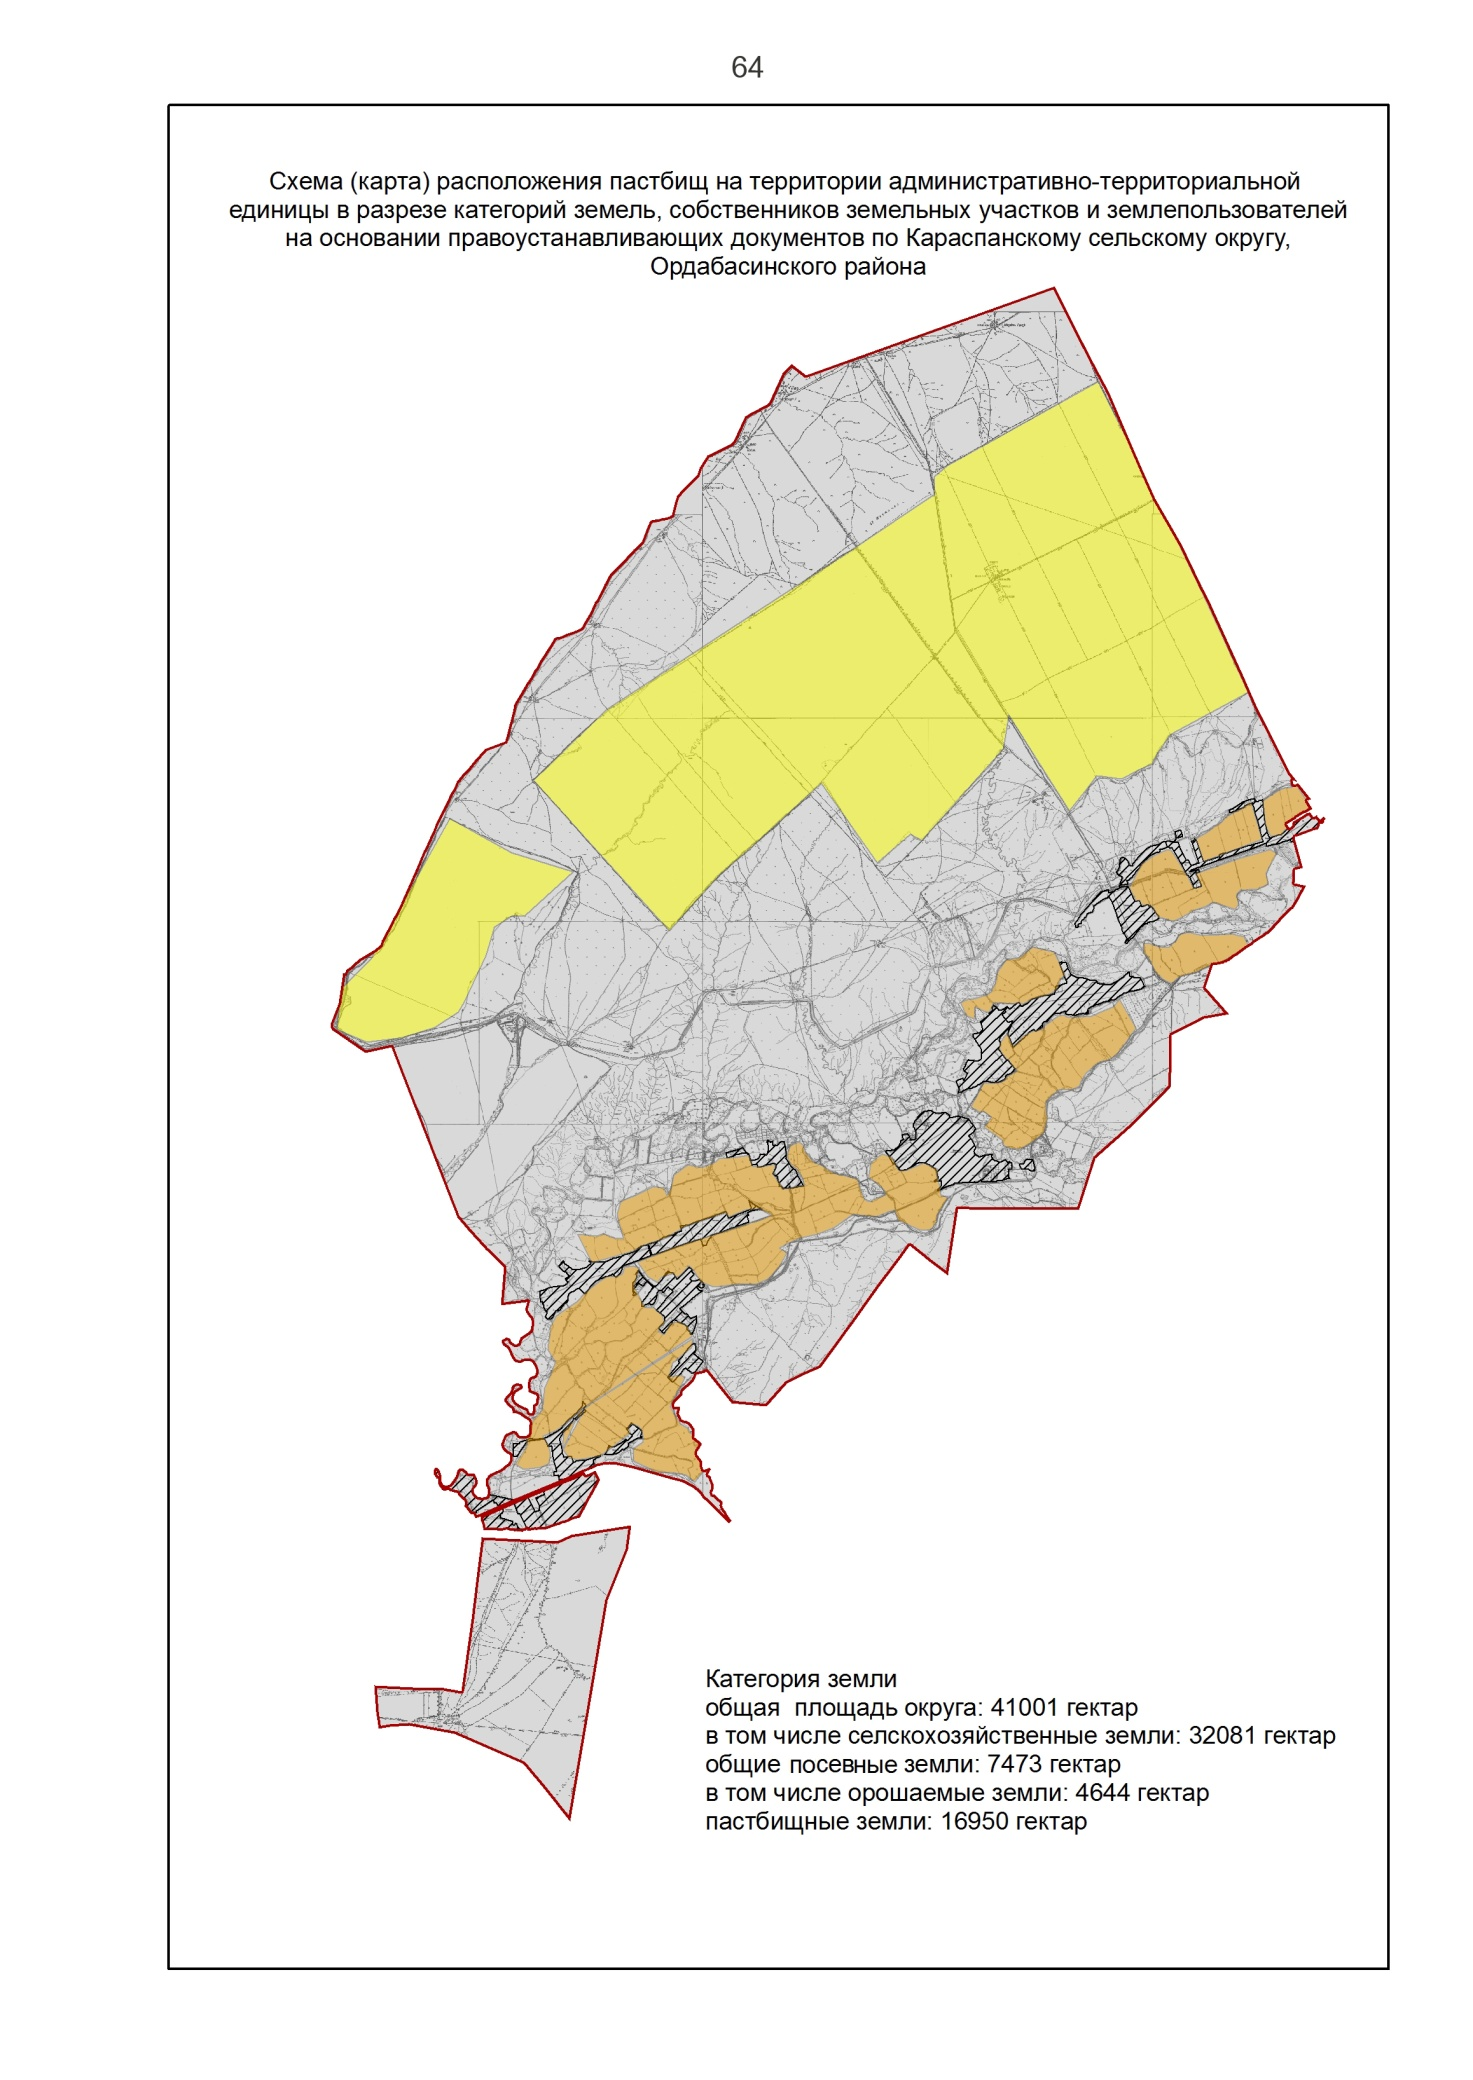 64
Схема (карта) расположения пастбищ на территории административно-территориальной
единицы в разрезе категорий земель, собственников земельных участков и землепользователей
на основании правоустанавливающих документов по Караспанскому сельскому округу,
Ордабасинского района
Категория земли
общая площадь округа: 41001 гектар
в том числе селскохозяйственные земли: 32081 гектар
общие посевные земли: 7473 гектар
в том числе орошаемые земли: 4644 гектар
пастбищные земли: 16950 гектар